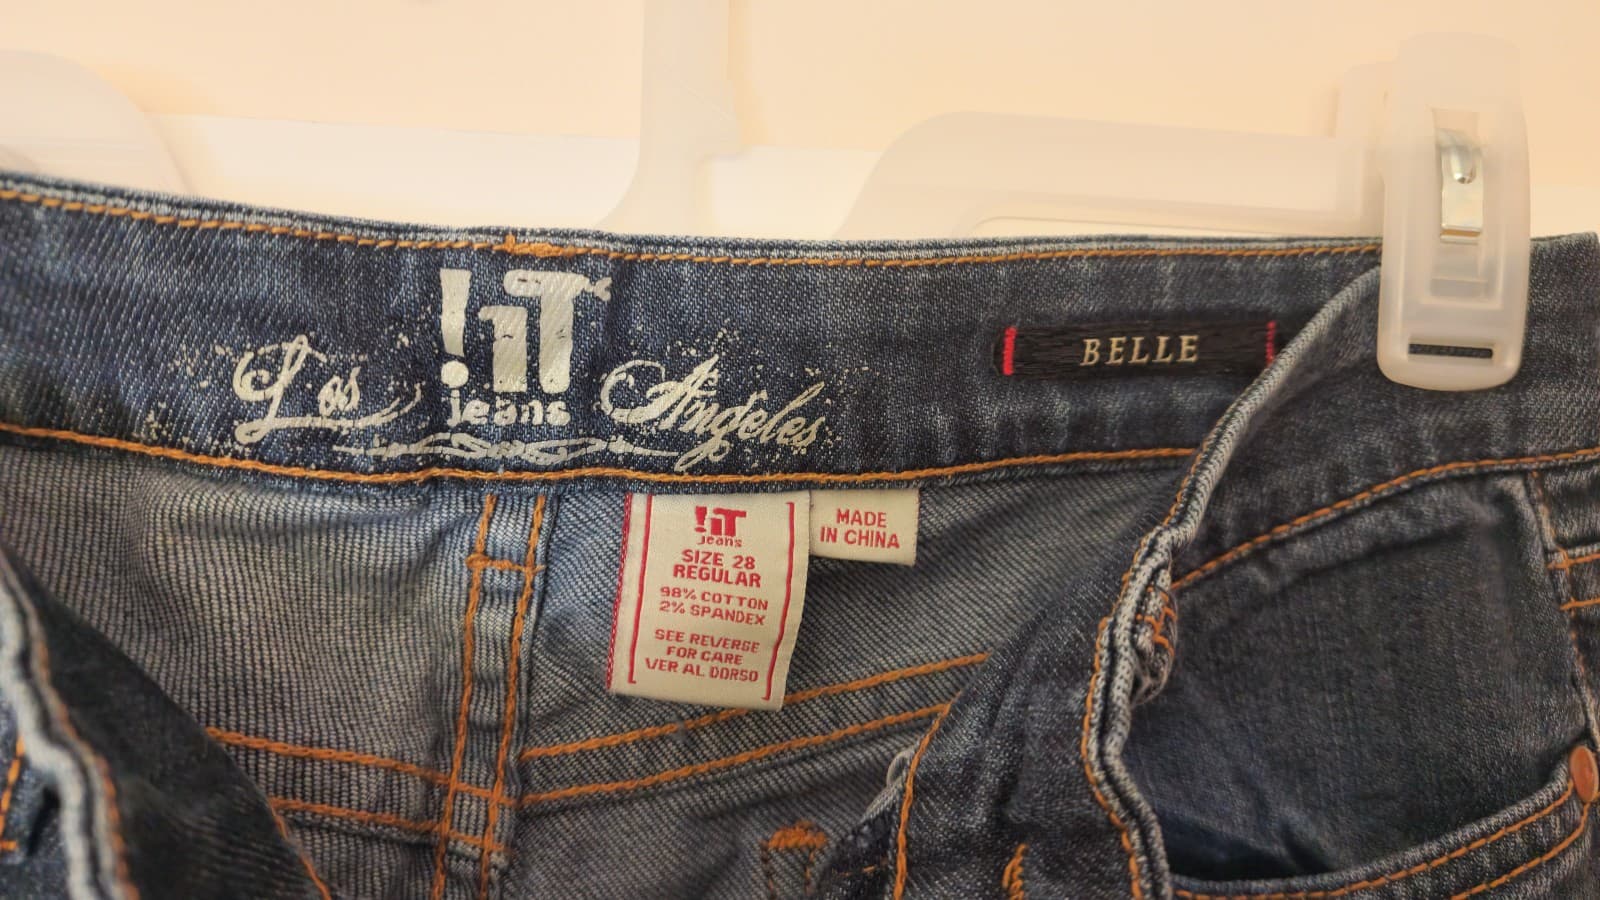 !iT
jeans
Los Angeles
BELLE
!iT
jeans
SIZE 28
REGULAR
98% COTTON
2% SPANDEX
SEE REVERSE
FOR CARE
VER AL DORSO
MADE
IN CHINA